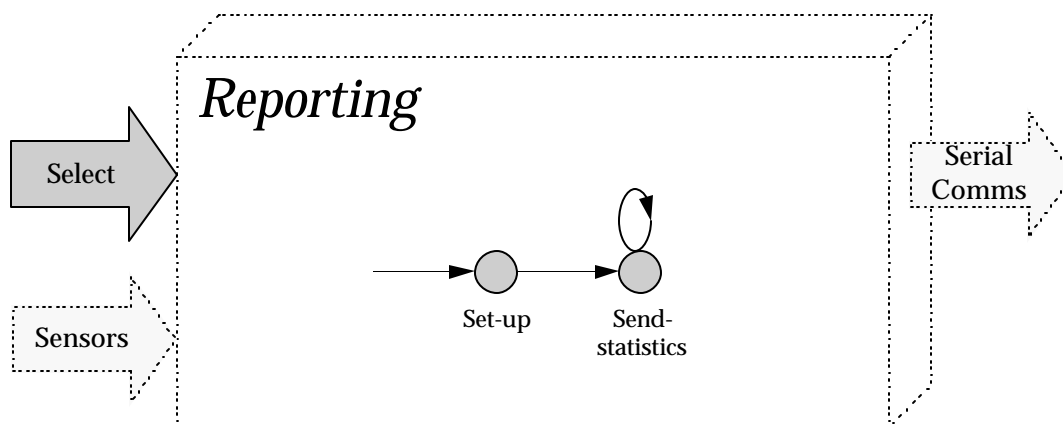 Reporting
Select
Serial
Comms
Sensors
Set-up
Send-
statistics